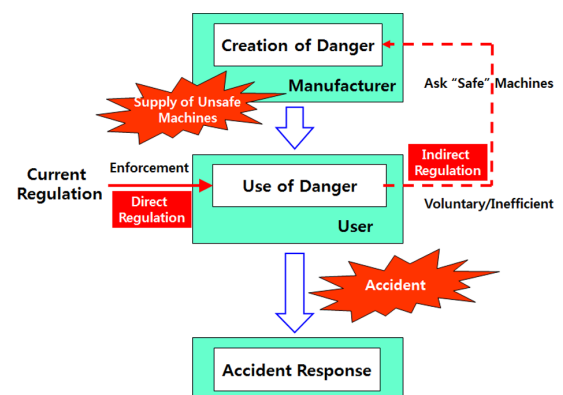 Creation of Danger
Manufacturer
Ask “Safe” Machines
Supply of Unsafe
Machines
Current
Regulation
Enforcement
Direct
Regulation
Use of Danger
User
Indirect
Regulation
Voluntary/Inefficient
Accident
Accident Response